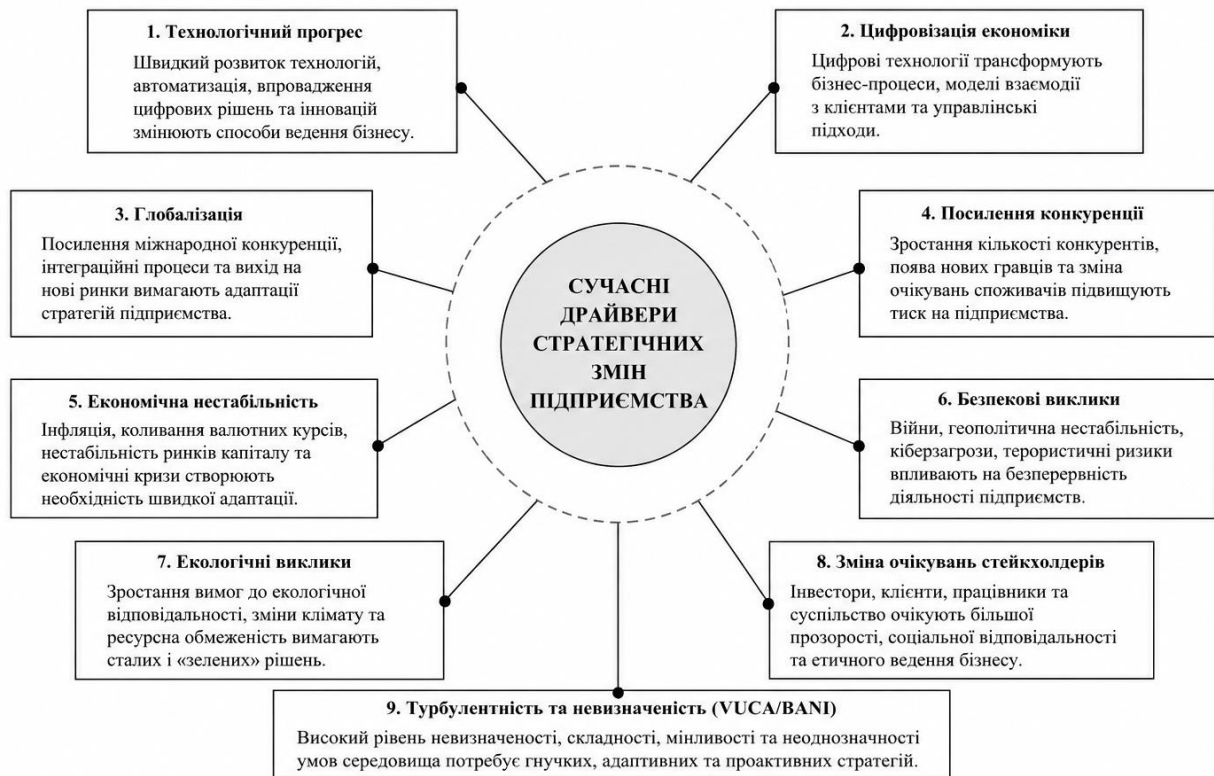 1. Технологічний прогрес
Швидкий розвиток технологій,
автоматизація, впровадження
цифрових рішень та інновацій
змінюють способи ведення бізнесу.
2. Цифровізація економіки
Цифрові технології трансформують
бізнес-процеси, моделі взаємодії
з клієнтами та управлінські
підходи.
3. Глобалізація
Посилення міжнародної конкуренції,
інтеграційні процеси та вихід на
нові ринки вимагають адаптації
стратегій підприємства.
4. Посилення конкуренції
Зростання кількості конкурентів,
поява нових гравців та зміна
очікувань споживачів підвищують
тиск на підприємства.
СУЧАСНІ
ДРАЙВЕРИ
СТРАТЕГІЧНИХ
ЗМІН
ПІДПРИЄМСТВА
5. Економічна нестабільність
Інфляція, коливання валютних курсів,
нестабільність ринків капіталу та
економічні кризи створюють
необхідність швидкої адаптації.
6. Безпекові виклики
Війни, геополітична нестабільність,
кіберзагрози, терористичні ризики
впливають на безперервність
діяльності підприємств.
7. Екологічні виклики
Зростання вимог до екологічної
відповідальності, зміни клімату та
ресурсна обмеженість вимагають
сталих і «зелених» рішень.
8. Зміна очікувань стейкхолдерів
Інвестори, клієнти, працівники та
суспільство очікують більшої
прозорості, соціальної відповідальності
та етичного ведення бізнесу.
9. Турбулентність та невизначеність (VUCA/BANI)
Високий рівень невизначеності, складності, мінливості та неоднозначності
умов середовища потребує гнучких, адаптивних та проактивних стратегій.